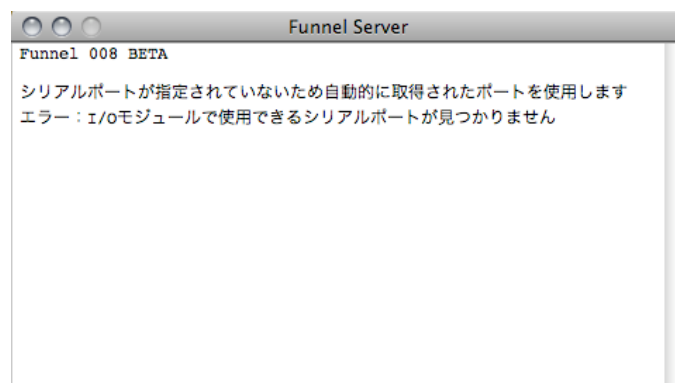 Funnel Server
Funnel 008 BETA
シリアルポートが指定されていないため自動的に取得されたポートを使用します
エラー：I/Oモジュールで使用できるシリアルポートが見つかりません